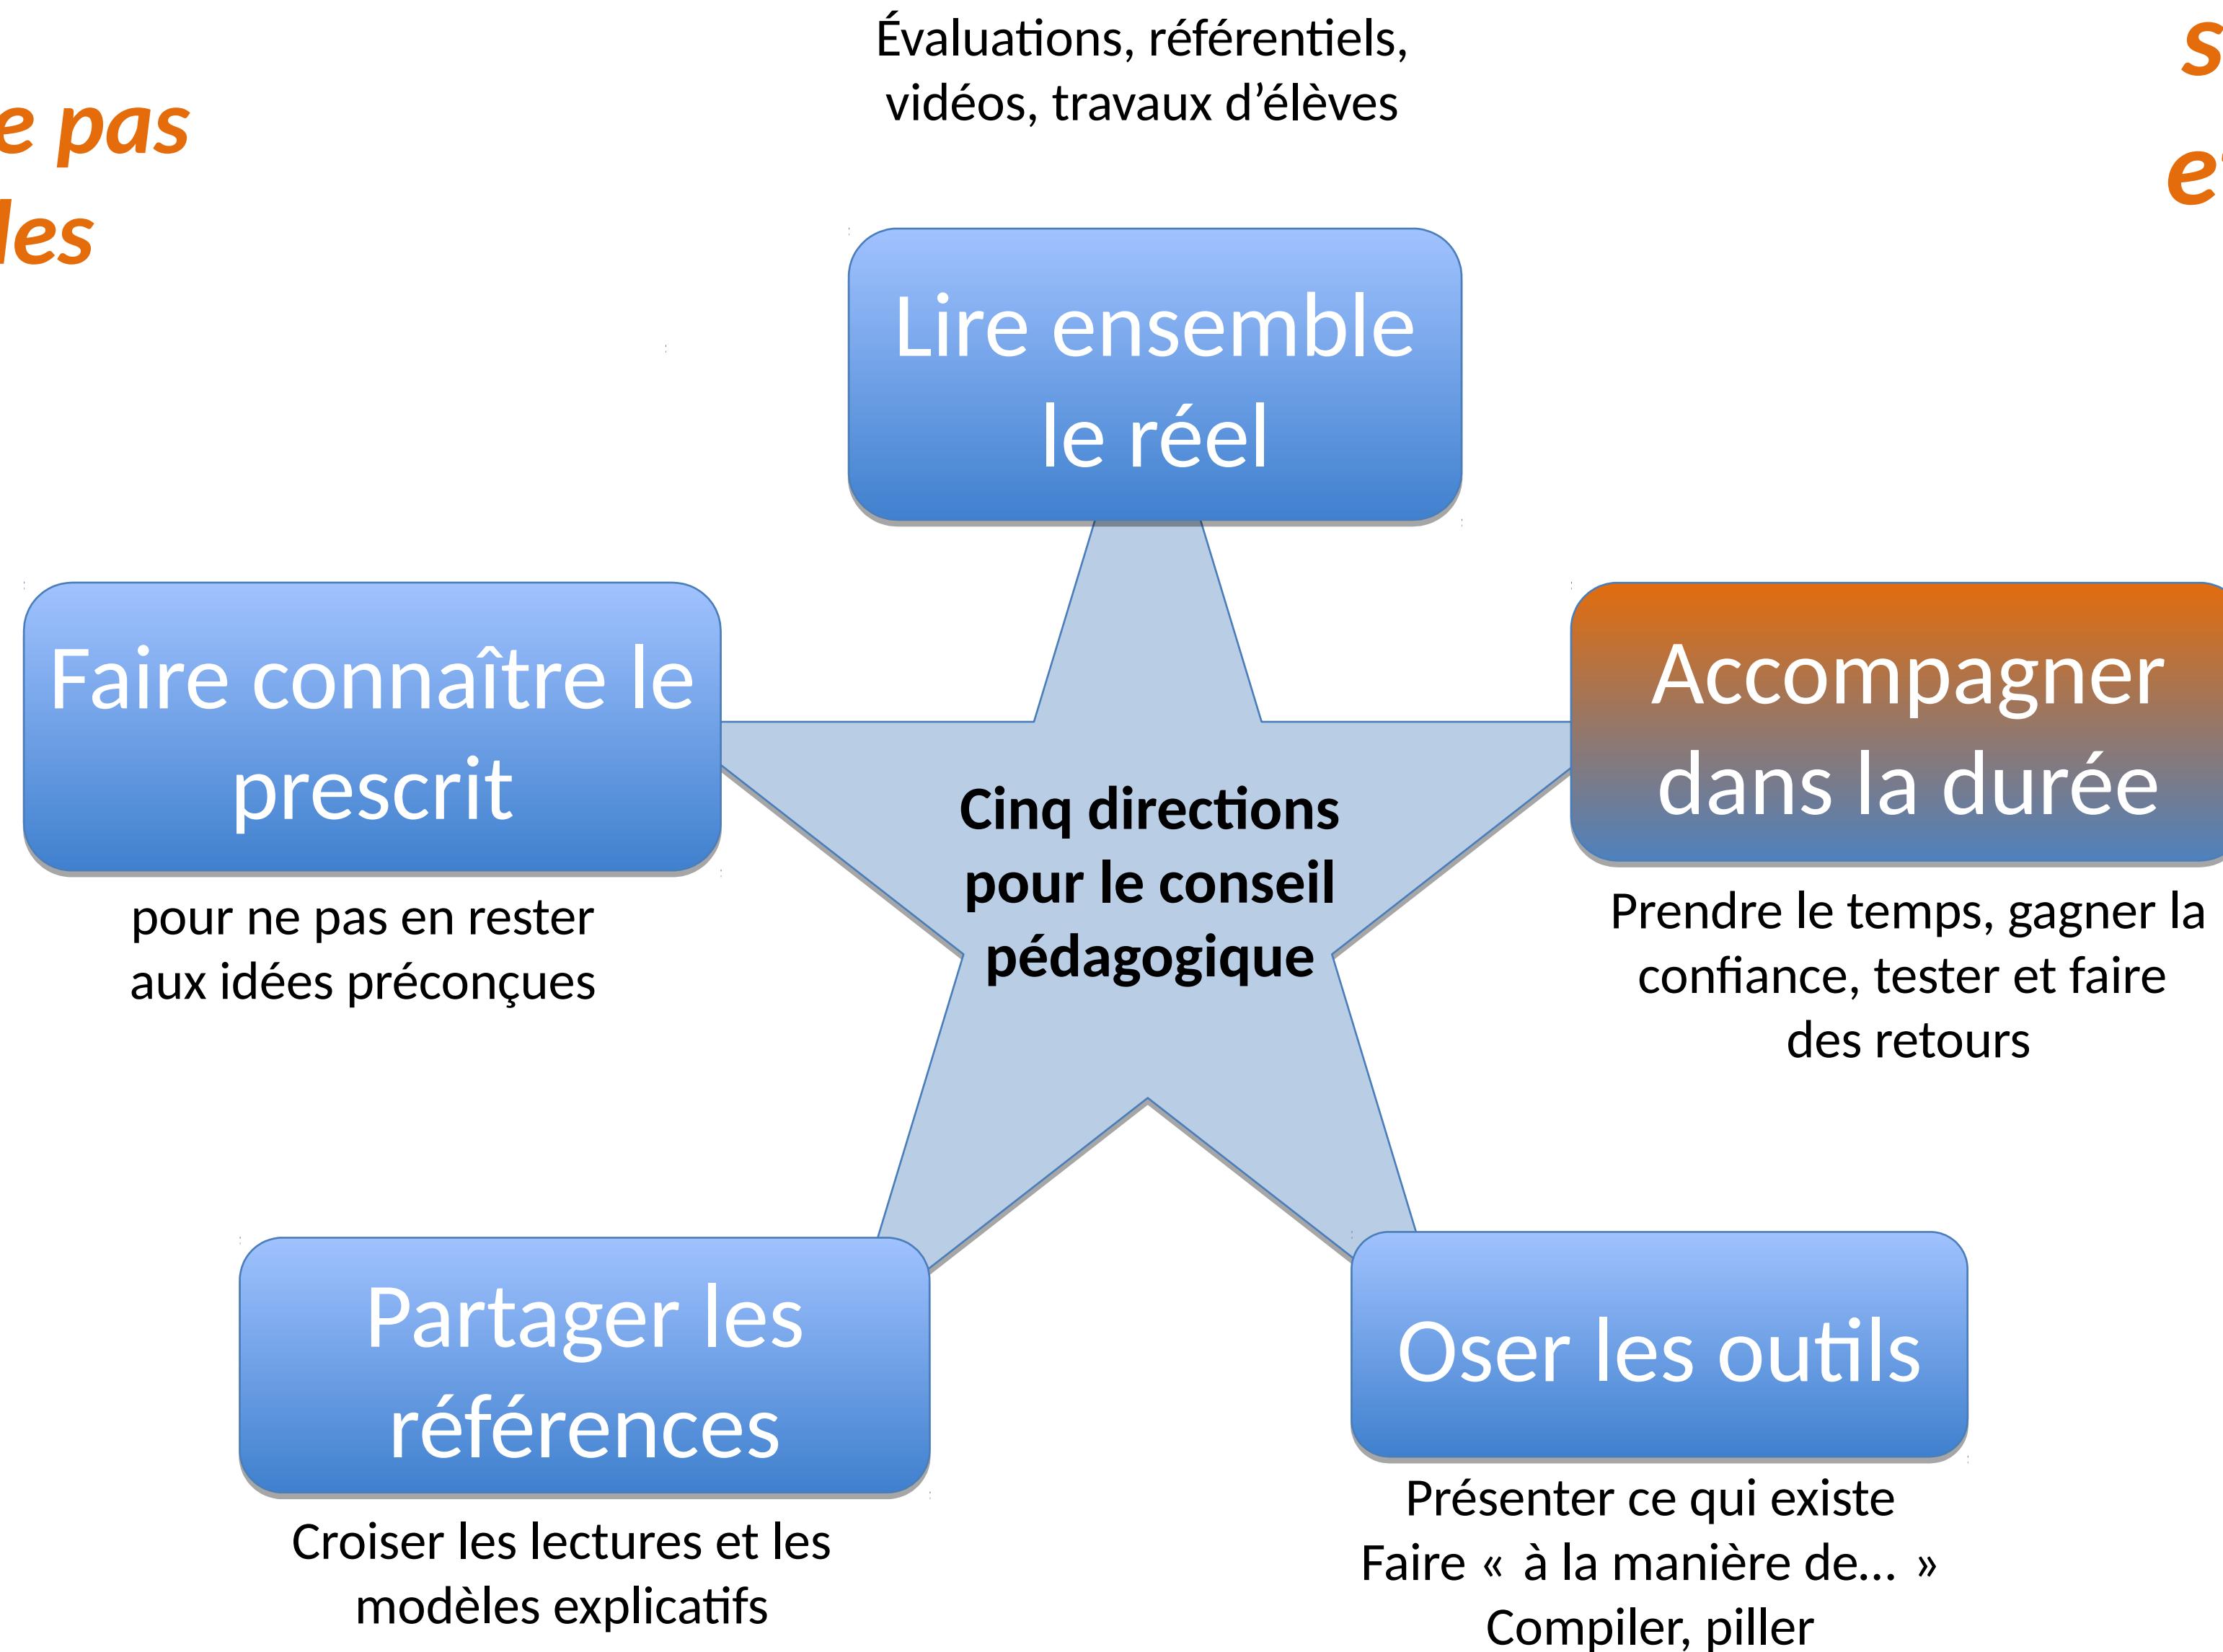 Évaluations, référentiels,
vidéos, travaux d’élèves
pas
Lire ensemble
le réel
Faire connaître le
prescrit
pour ne pas en rester
aux idées préconçues
Accompagner
dans la durée
Prendre le temps, gagner la
confiance, tester et faire
des retours
Cinq directions
pour le conseil
pédagogique
Partager les
références
Croiser les lectures et les
modèles explicatifs
Oser les outils
Présenter ce qui existe
Faire « à la manière de... »
Compiler, piller